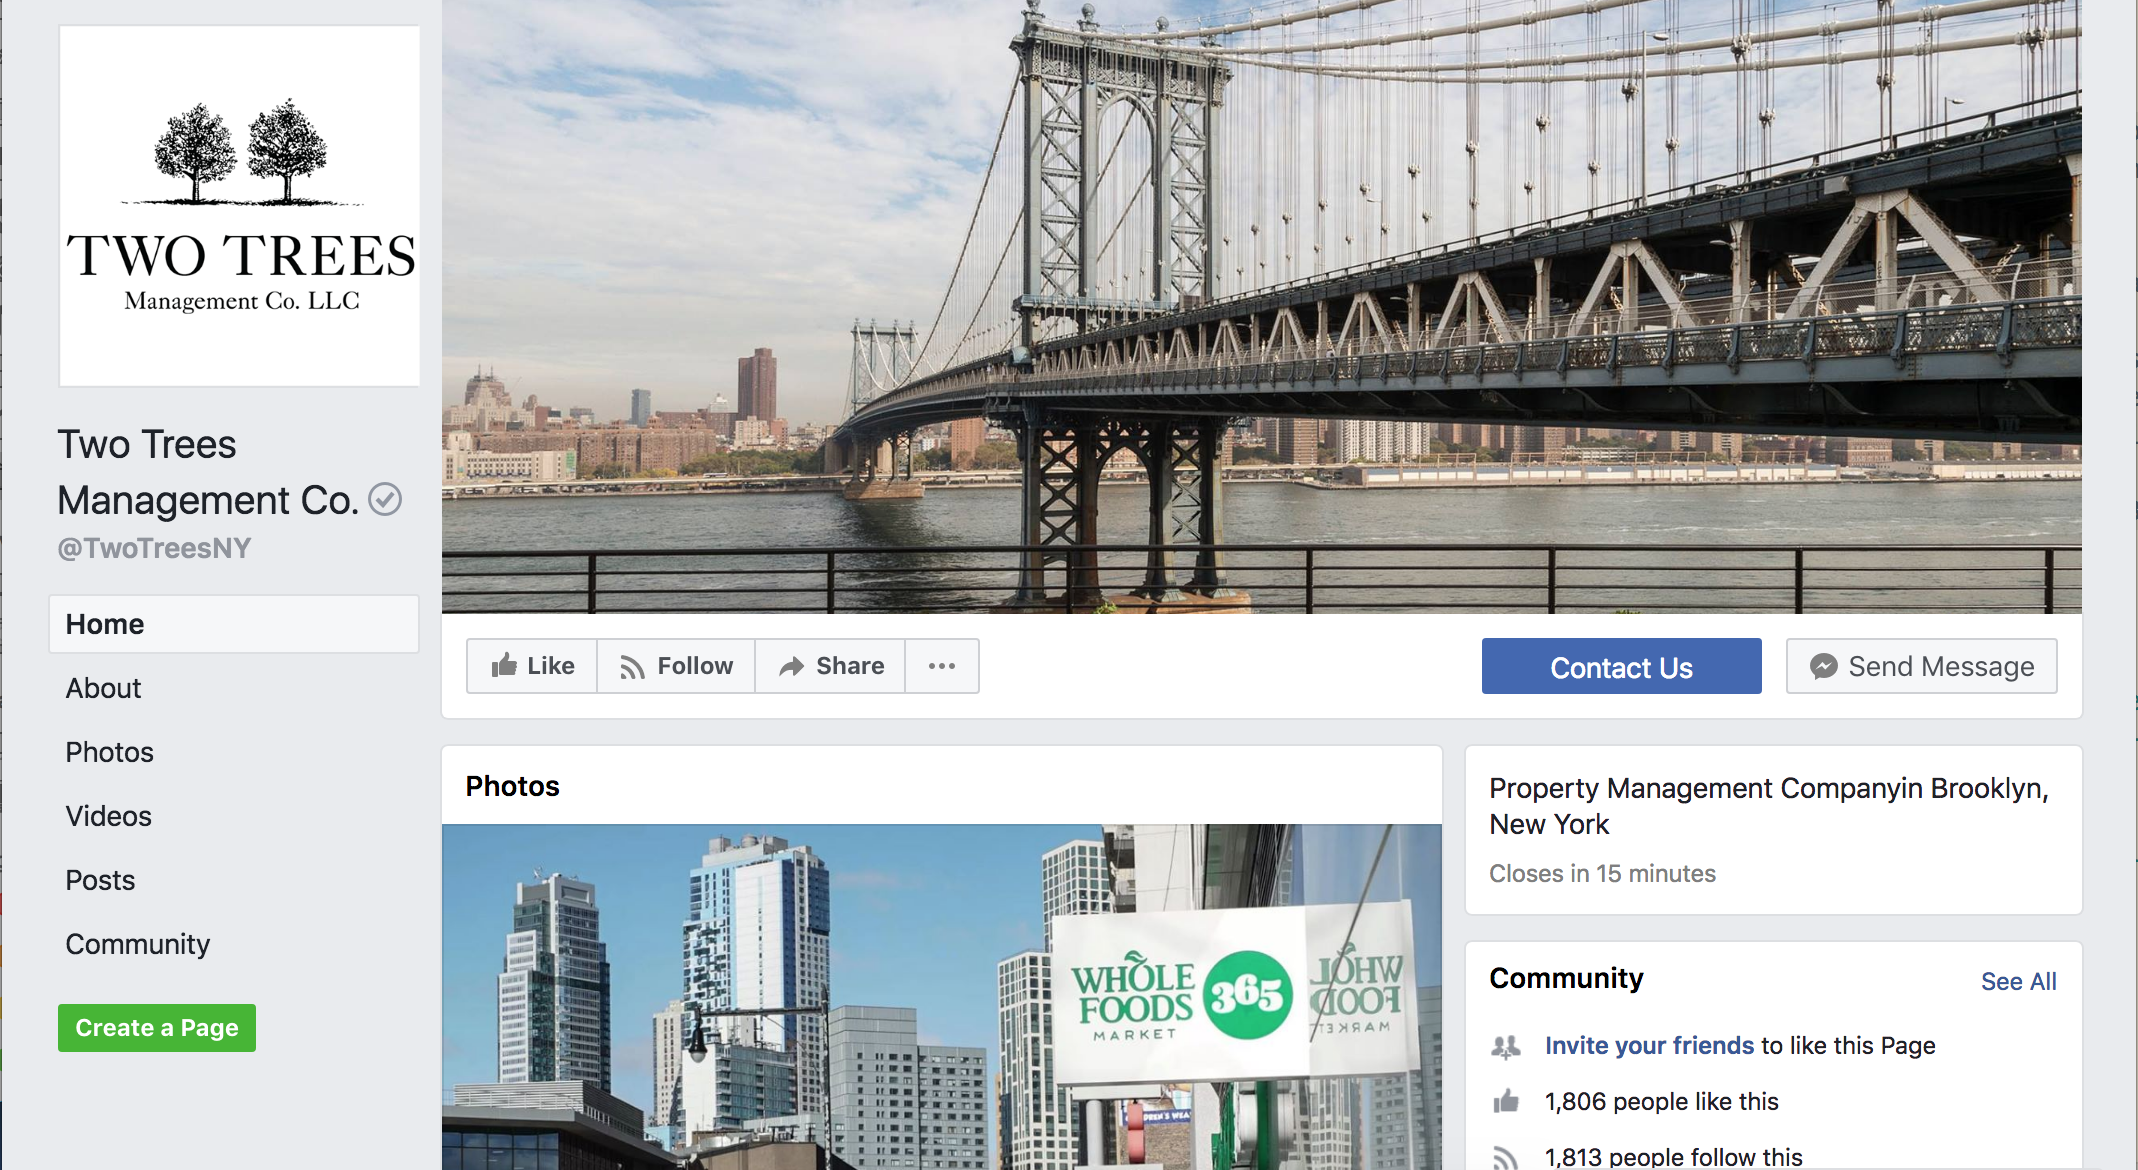 TWO TREES
Management Co. LLC
Two Trees
Management Co.
@TwoTreesNY
Home
About
Photos
Videos
Posts
Community
Create a Page
Like
Follow
Share
Contact Us
Send Message
Photos
WHOLE
FOODS
MARKET
365
Property Management Companyin Brooklyn,
New York
Closes in 15 minutes
Community
See All
Invite your friends to like this Page
1,806 people like this
1,813 people follow this